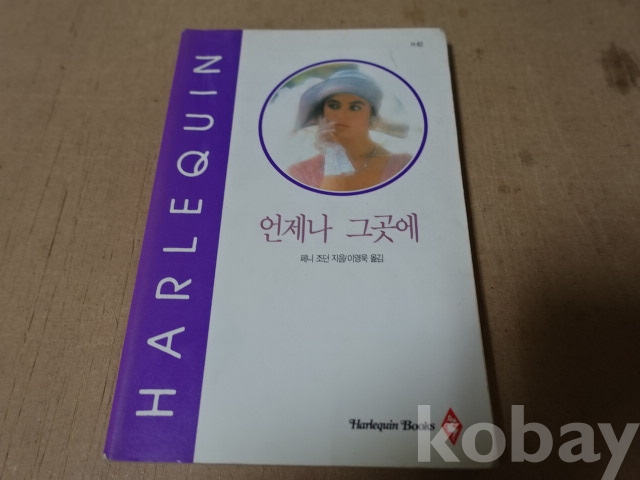 HARLEQUIN
언제나 그곳에
페니 조던 지음/이영욱 옮김
Harlequin Books
kobay